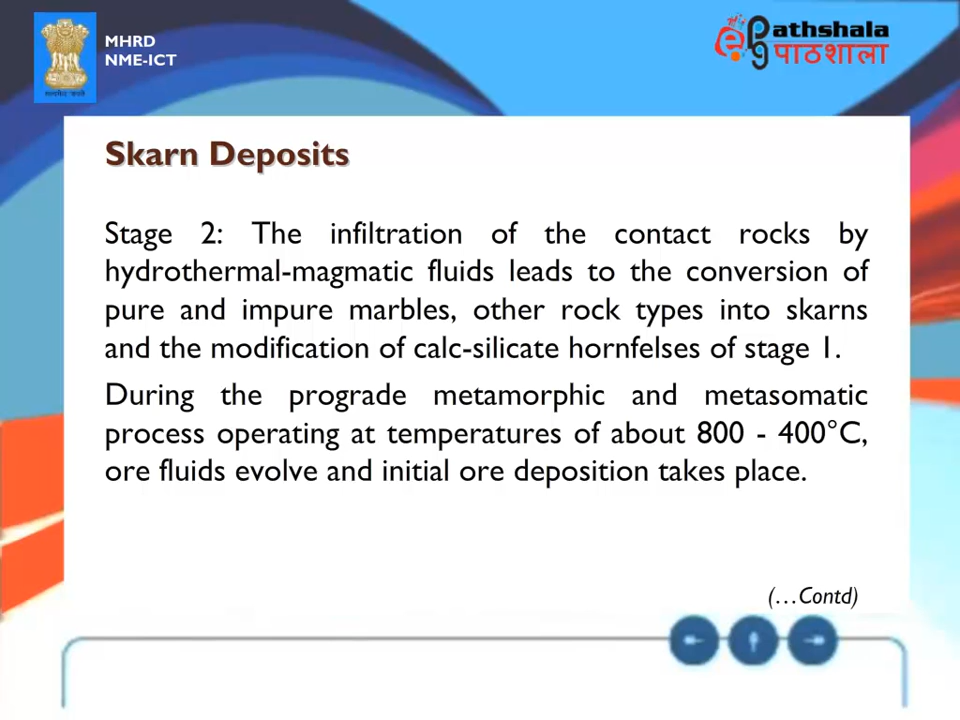 MHRD
NME-ICT
ePG pathshala
पाठशाला
Skarn Deposits
Stage 2: The infiltration of the contact rocks by
hydrothermal-magmatic fluids leads to the conversion of
pure and impure marbles, other rock types into skarns
and the modification of calc-silicate hornfelses of stage 1.
During the prograde metamorphic and metasomatic
process operating at temperatures of about 800 - 400°C,
ore fluids evolve and initial ore deposition takes place.
(…Contd)